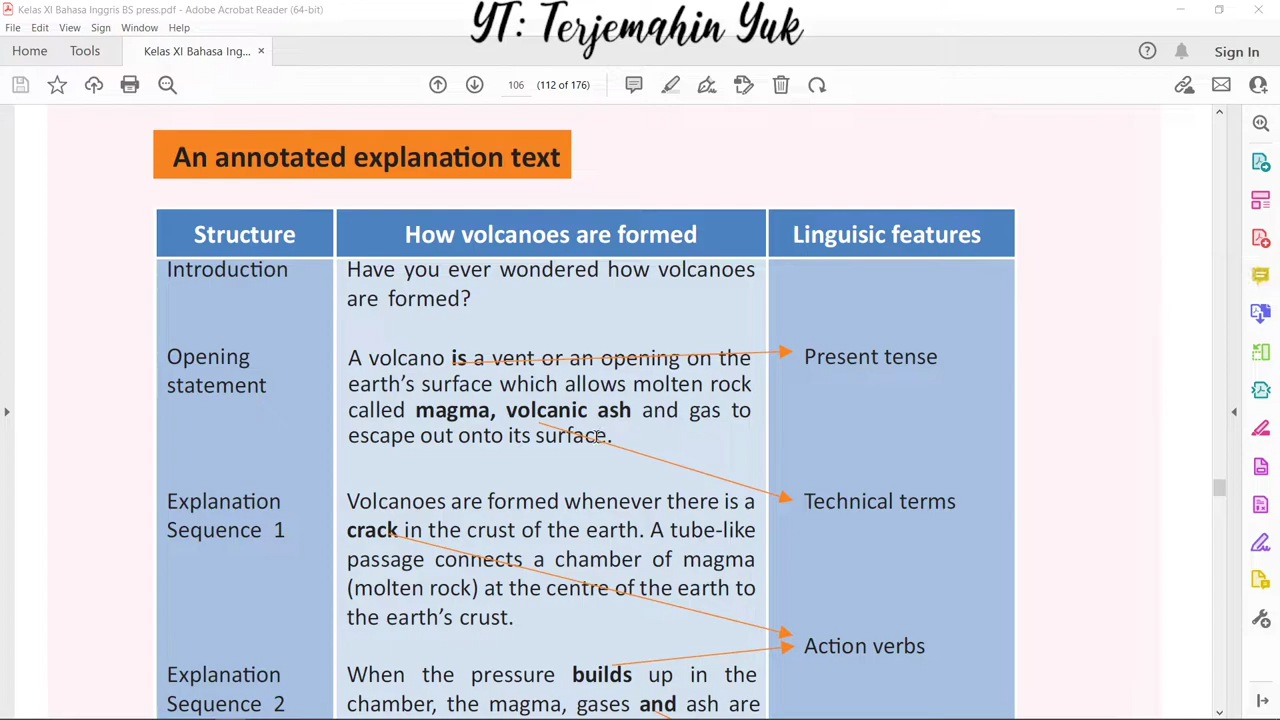 Kelas XI Bahasa Inggris BS press.pdf - Adobe Acrobat Reader (64-bit)
YT: Terjemahin Yuk
File Edit View Sign Window Help
Home Tools Kelas XI Bahasa Ing... × Sign In
106 (112 of 176)
An annotated explanation text
Structure How volcanoes are formed Linguisic features
Introduction
Have you ever wondered how volcanoes
are formed?
Opening
statement
A volcano is a vent or an opening on the
earth's surface which allows molten rock
called magma, volcanic ash and gas to
escape out onto its surface.
Present tense
Explanation
Sequence 1
Volcanoes are formed whenever there is a
crack in the crust of the earth. A tube-like
passage connects a chamber of magma
(molten rock) at the centre of the earth to
the earth's crust.
Technical terms
Action verbs
Explanation
Sequence 2
When the pressure builds up in the
chamber, the magma, gases and ash are